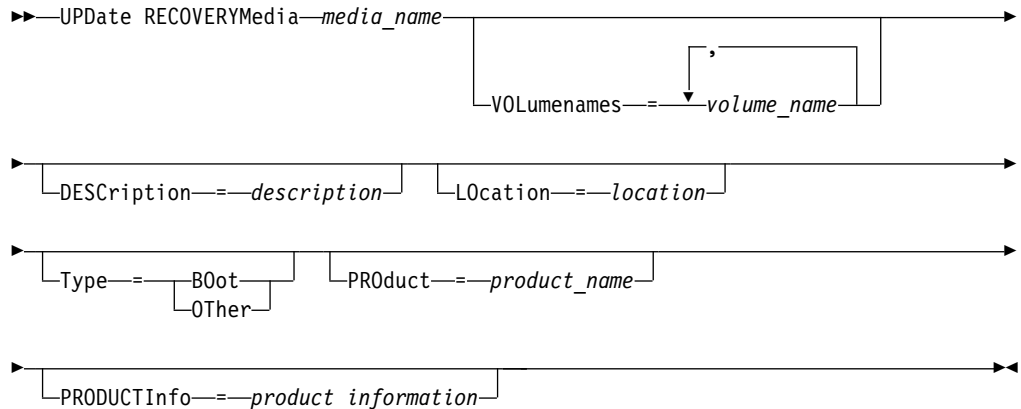 UPDate RECOVERYMedia media_name
,
VOLumenames = volume_name
DESCription = description LOcation = location
Type = BOot PROduct = product_name
OTher
PRODUCTInfo = product information